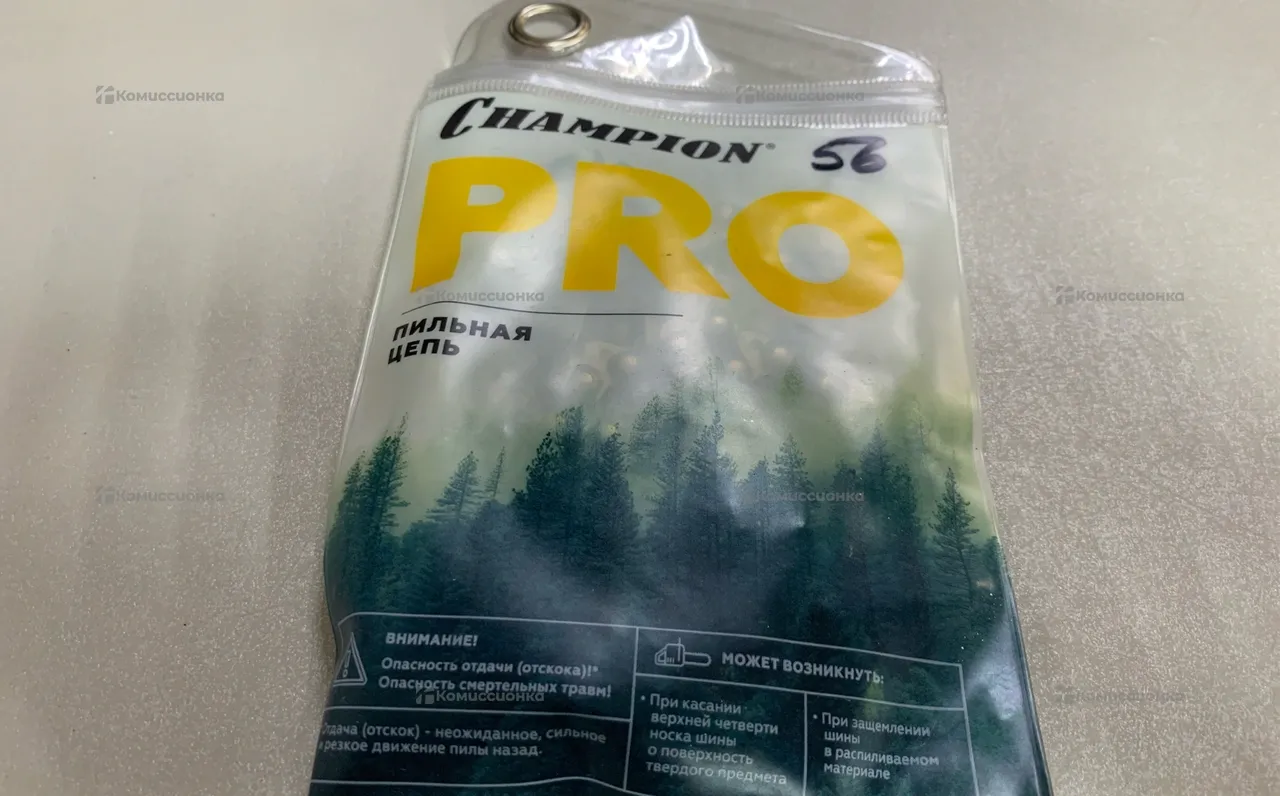 CHAMPION®
56
PRO
ПИЛЬНАЯ
ЦЕПЬ
ВНИМАНИЕ!
Опасность отдачи (отскока)!*
Опасность смертельных травм!
Отдача (отскок) - неожиданное, сильное
и резкое движение пилы назад.
МОЖЕТ ВОЗНИКНУТЬ:
• При касании
верхней четверти
носка шины
о поверхность
твердого предмета
• При защемлении
шины
в распиливаемом
материале
Комиссионка
Комиссионка
Комиссионка
Комиссионка
Комиссионка
Комиссионка
Комиссионка
Комиссионка